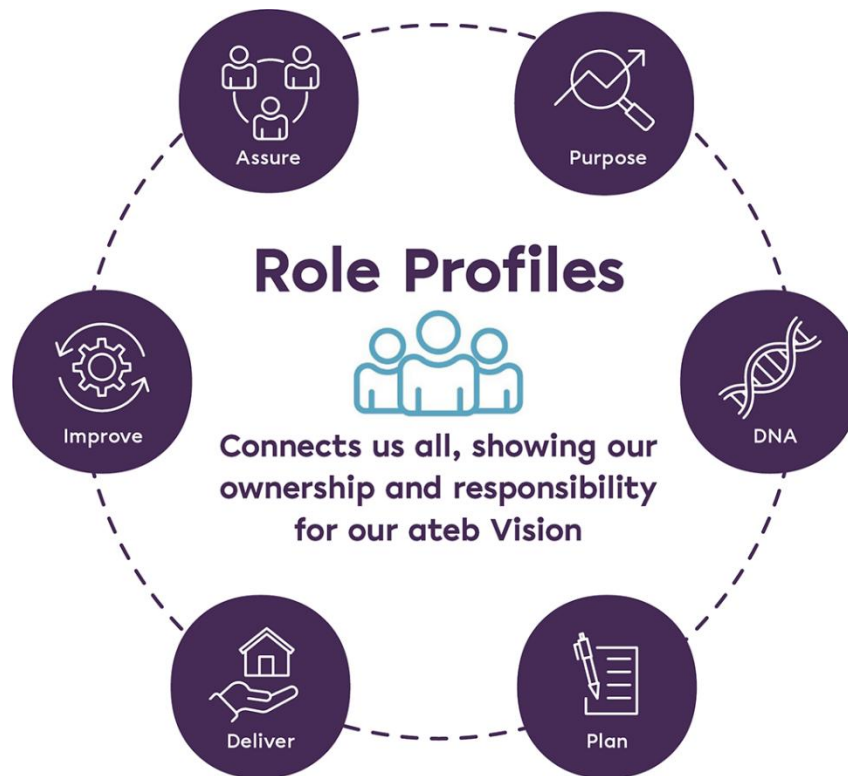 Assure
Purpose
Role Profiles
Improve
DNA
Connects us all, showing our
ownership and responsibility
for our ateb Vision
Deliver
Plan